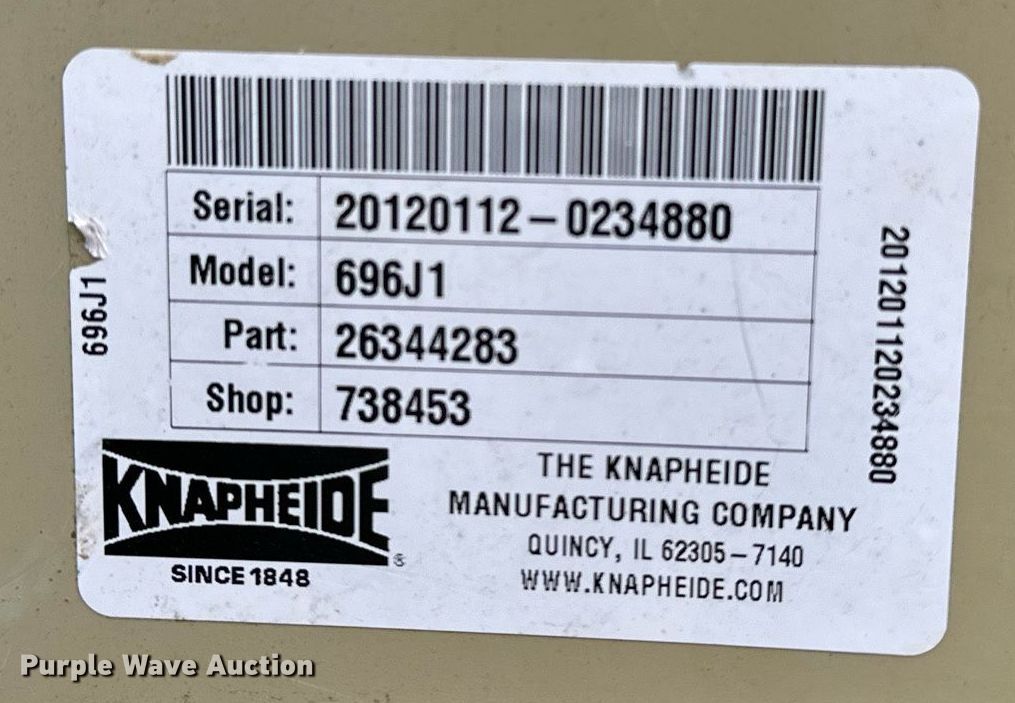 Serial: 20120112-0234880
Model: 696J1
Part: 26344283
Shop: 738453
696J1
201201120234880
KNAPHEIDE®
SINCE 1848
THE KNAPHEIDE
MANUFACTURING COMPANY
QUINCY, IL 62305-7140
WWW.KNAPHEIDE.COM
Purple Wave Auction